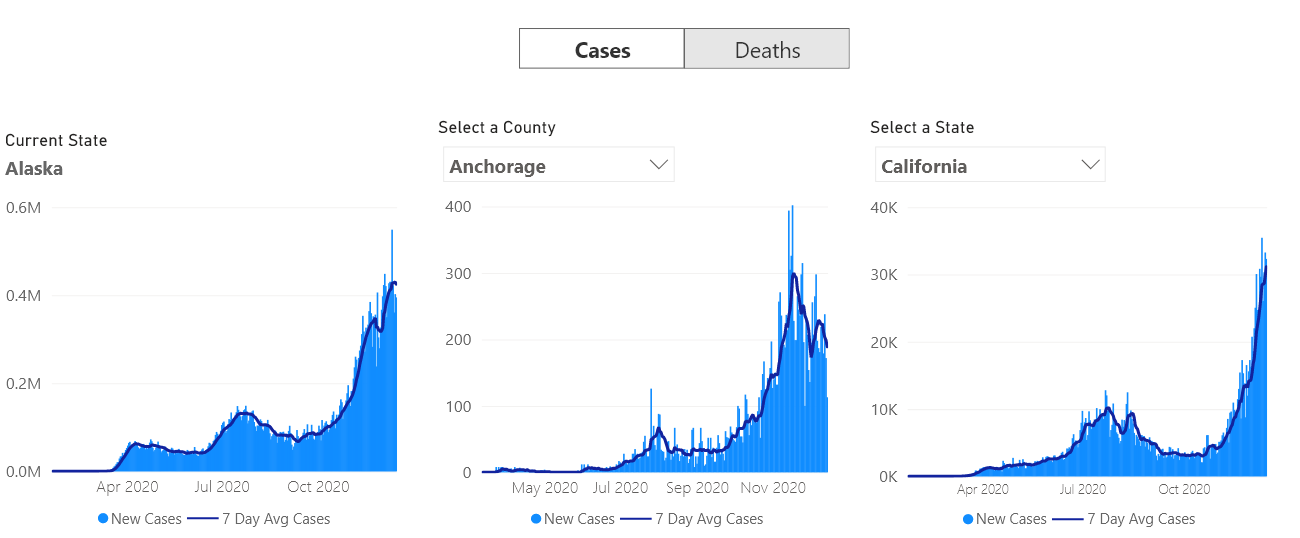 Cases Deaths
Current State
Alaska
0.6M
0.4M
0.2M
0.0M
Apr 2020 Jul 2020 Oct 2020
New Cases 7 Day Avg Cases
Select a County
Anchorage
400
300
200
100
0
May 2020 Jul 2020 Sep 2020 Nov 2020
New Cases 7 Day Avg Cases
Select a State
California
40K
30K
20K
10K
0K
Apr 2020 Jul 2020 Oct 2020
New Cases 7 Day Avg Cases